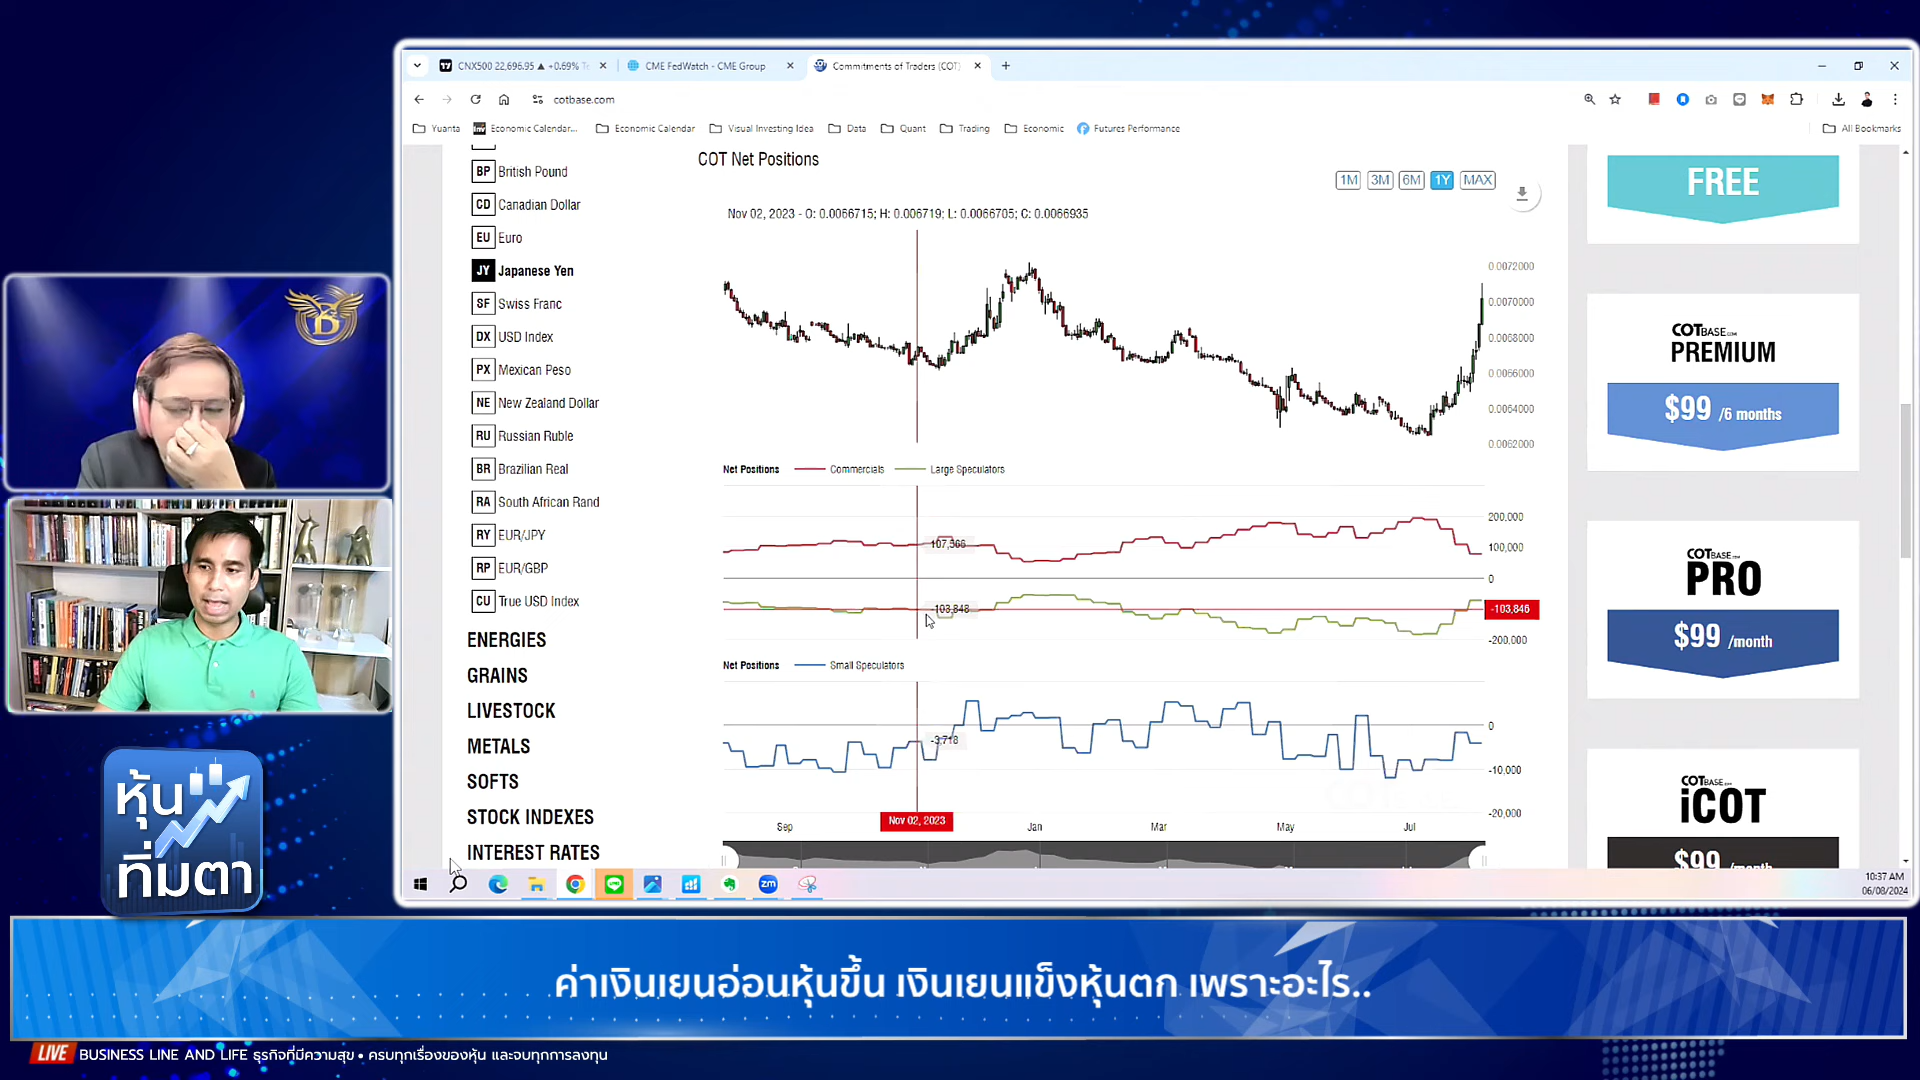 CNX500 22,696.95 ▲ +0.69%
CME FedWatch - CME Group
Commitments of Traders (COT)
cotbase.com
Yuanta
Economic Calendar...
Economic Calendar
Visual Investing Idea
Data
Quant
Trading
Economic
Futures Performance
All Bookmarks
BP British Pound
CD Canadian Dollar
EU Euro
JY Japanese Yen
SF Swiss Franc
DX USD Index
PX Mexican Peso
NE New Zealand Dollar
RU Russian Ruble
BR Brazilian Real
RA South African Rand
RY EUR/JPY
RP EUR/GBP
CU True USD Index
ENERGIES
GRAINS
LIVESTOCK
METALS
SOFTS
STOCK INDEXES
INTEREST RATES
COT Net Positions
1M 3M 6M 1Y MAX
Nov 02, 2023 - O: 0.0066715; H: 0.006719; L: 0.0066705; C: 0.0066935
0.0072000
0.0070000
0.0068000
0.0066000
0.0064000
0.0062000
Net Positions Commercials Large Speculators
200,000
107,566
100,000
0
-103,848
-103,846
-200,000
Net Positions Small Speculators
0
-3,718
-10,000
-20,000
Sep Nov 02, 2023 Jan Mar May Jul
FREE
COTBASE.COM
PREMIUM
$99 /6 months
COTBASE.COM
PRO
$99 /month
COTBASE.COM
iCOT
$99 /month
zm
10:37 AM
06/08/2024
หุ้น
ทิ่มตา
ค่าเงินเยนอ่อนหุ้นขึ้น เงินเยนแข็งหุ้นตก เพราะอะไร..
LIVE BUSINESS LINE AND LIFE ธุรกิจที่มีความสุข • ครบทุกเรื่องของหุ้น และจบทุกการลงทุน